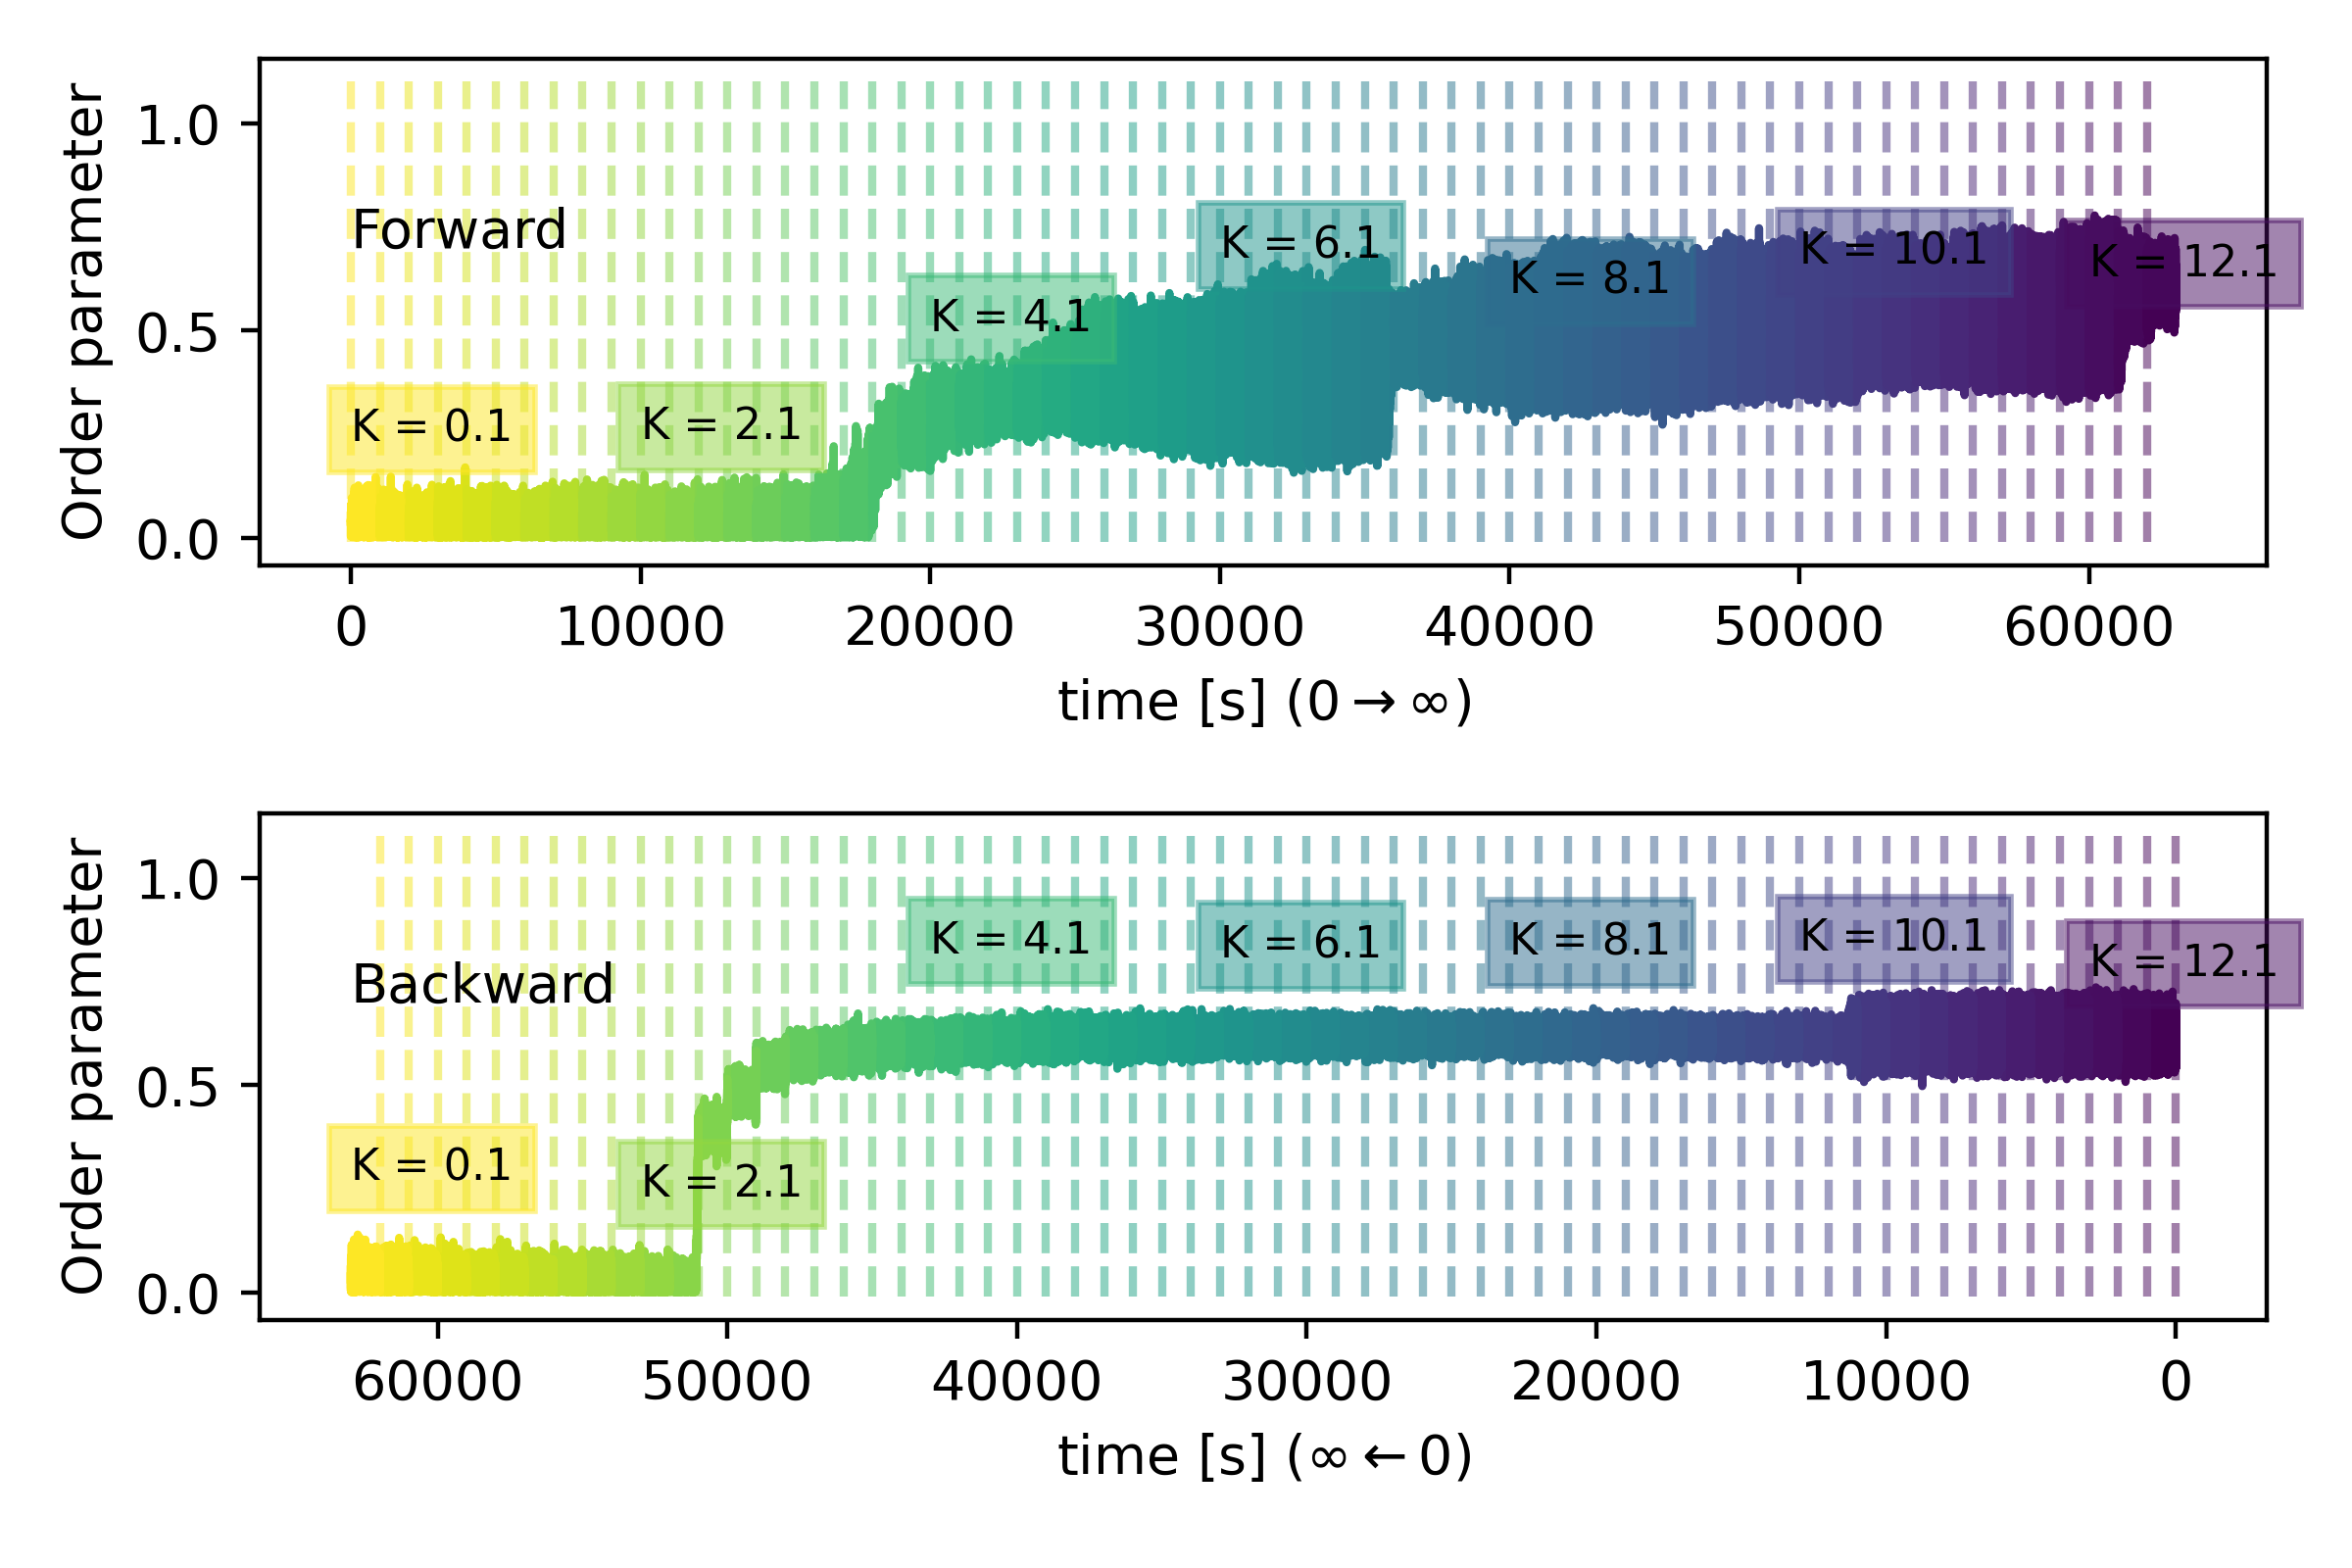 Order parameter
1.0
0.5
0.0
Forward
K = 0.1
K = 2.1
K = 4.1
K = 6.1
K = 8.1
K = 10.1
K = 12.1
0 10000 20000 30000 40000 50000 60000
time [s] (0 → ∞)
Order parameter
1.0
0.5
0.0
Backward
K = 0.1
K = 2.1
K = 4.1
K = 6.1
K = 8.1
K = 10.1
K = 12.1
60000 50000 40000 30000 20000 10000 0
time [s] (∞ ← 0)